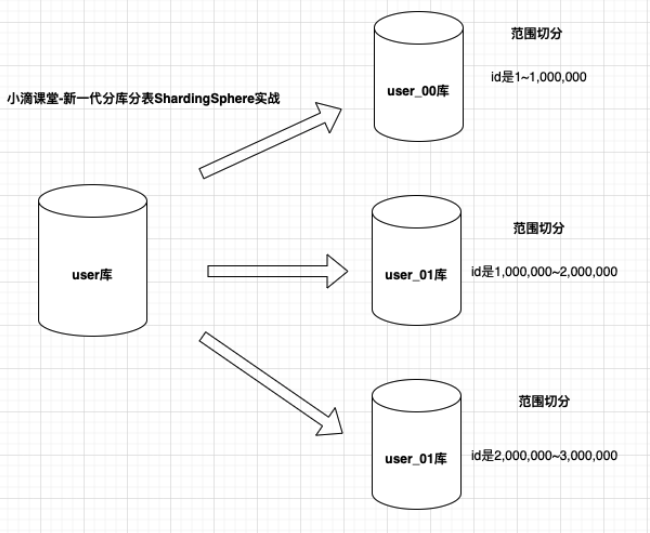 范围切分
id是1~1,000,000
user_00库
小滴课堂-新一代分库分表ShardingSphere实战
范围切分
user库
user_01库
id是1,000,000~2,000,000
范围切分
user_01库
id是2,000,000~3,000,000